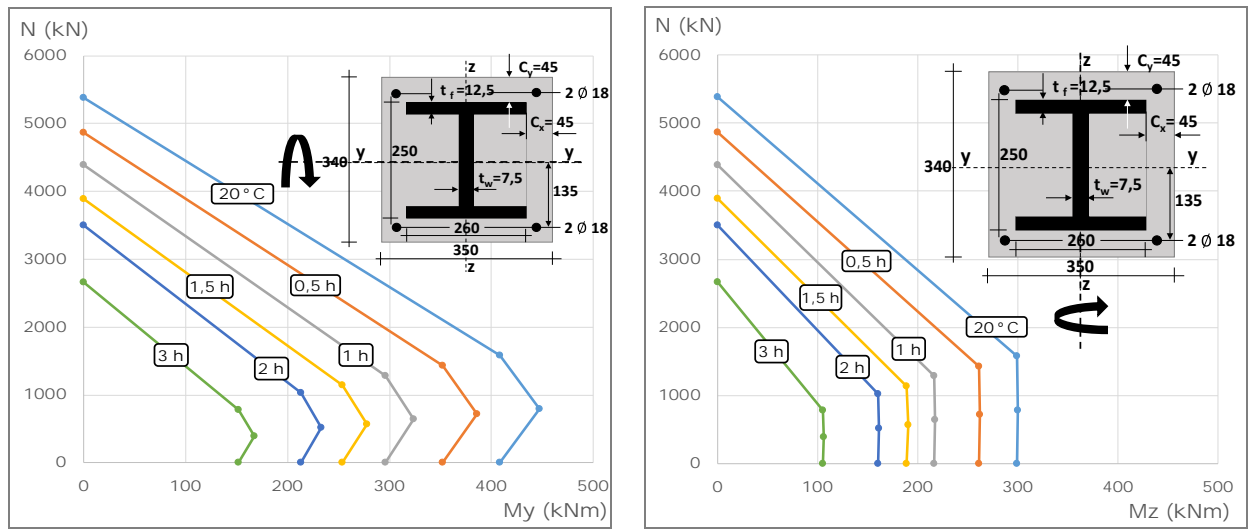 N (kN)
6000
5000
4000
3000
2000
1000
0
0 100 200 300 400 500
My (kNm)
20°C
0,5 h
1 h
1,5 h
2 h
3 h
z
Cy=45
tf=12,5
2 Ø 18
Cx= 45
y 340 250 y
tw=7,5
135
260
2 Ø 18
350
z
N (kN)
6000
5000
4000
3000
2000
1000
0
0 100 200 300 400 500
Mz (kNm)
0,5 h
1,5 h
20°C
1 h
2 h
3 h
z
Cy=45
tf=12,5
2 Ø 18
Cx= 45
340 y 250 y
tw=7,5
135
260
2 Ø 18
350
z